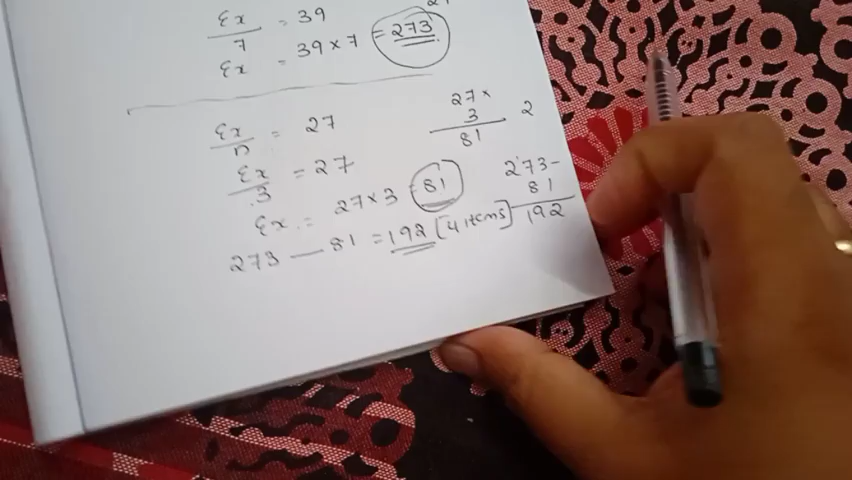 Σx/7 = 39
Σx = 39 × 7 = 273
Σx/n = 27
27 ×
3
81
2
Σx/3 = 27
Σx = 27 × 3 = 81
273 -
81
192
273 — 81 = 192 [4 items]